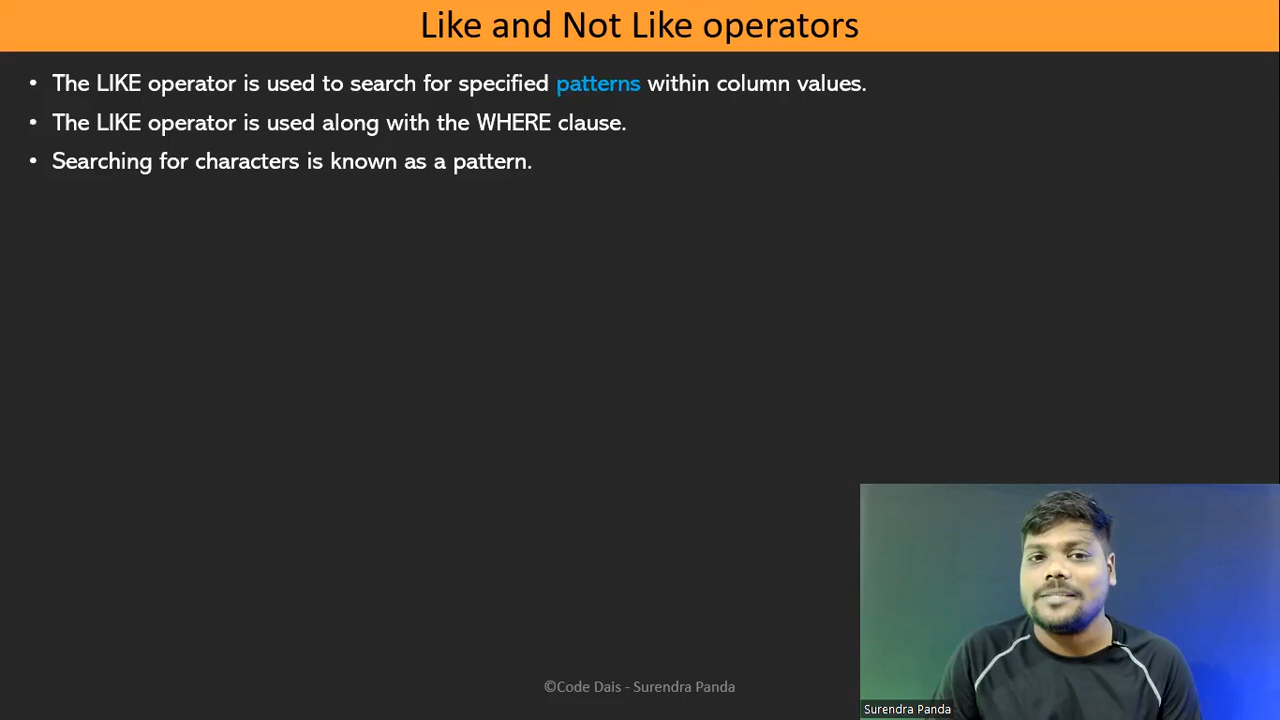 Like and Not Like operators
• The LIKE operator is used to search for specified patterns within column values.
• The LIKE operator is used along with the WHERE clause.
• Searching for characters is known as a pattern.
©Code Dais - Surendra Panda
Surendra Panda